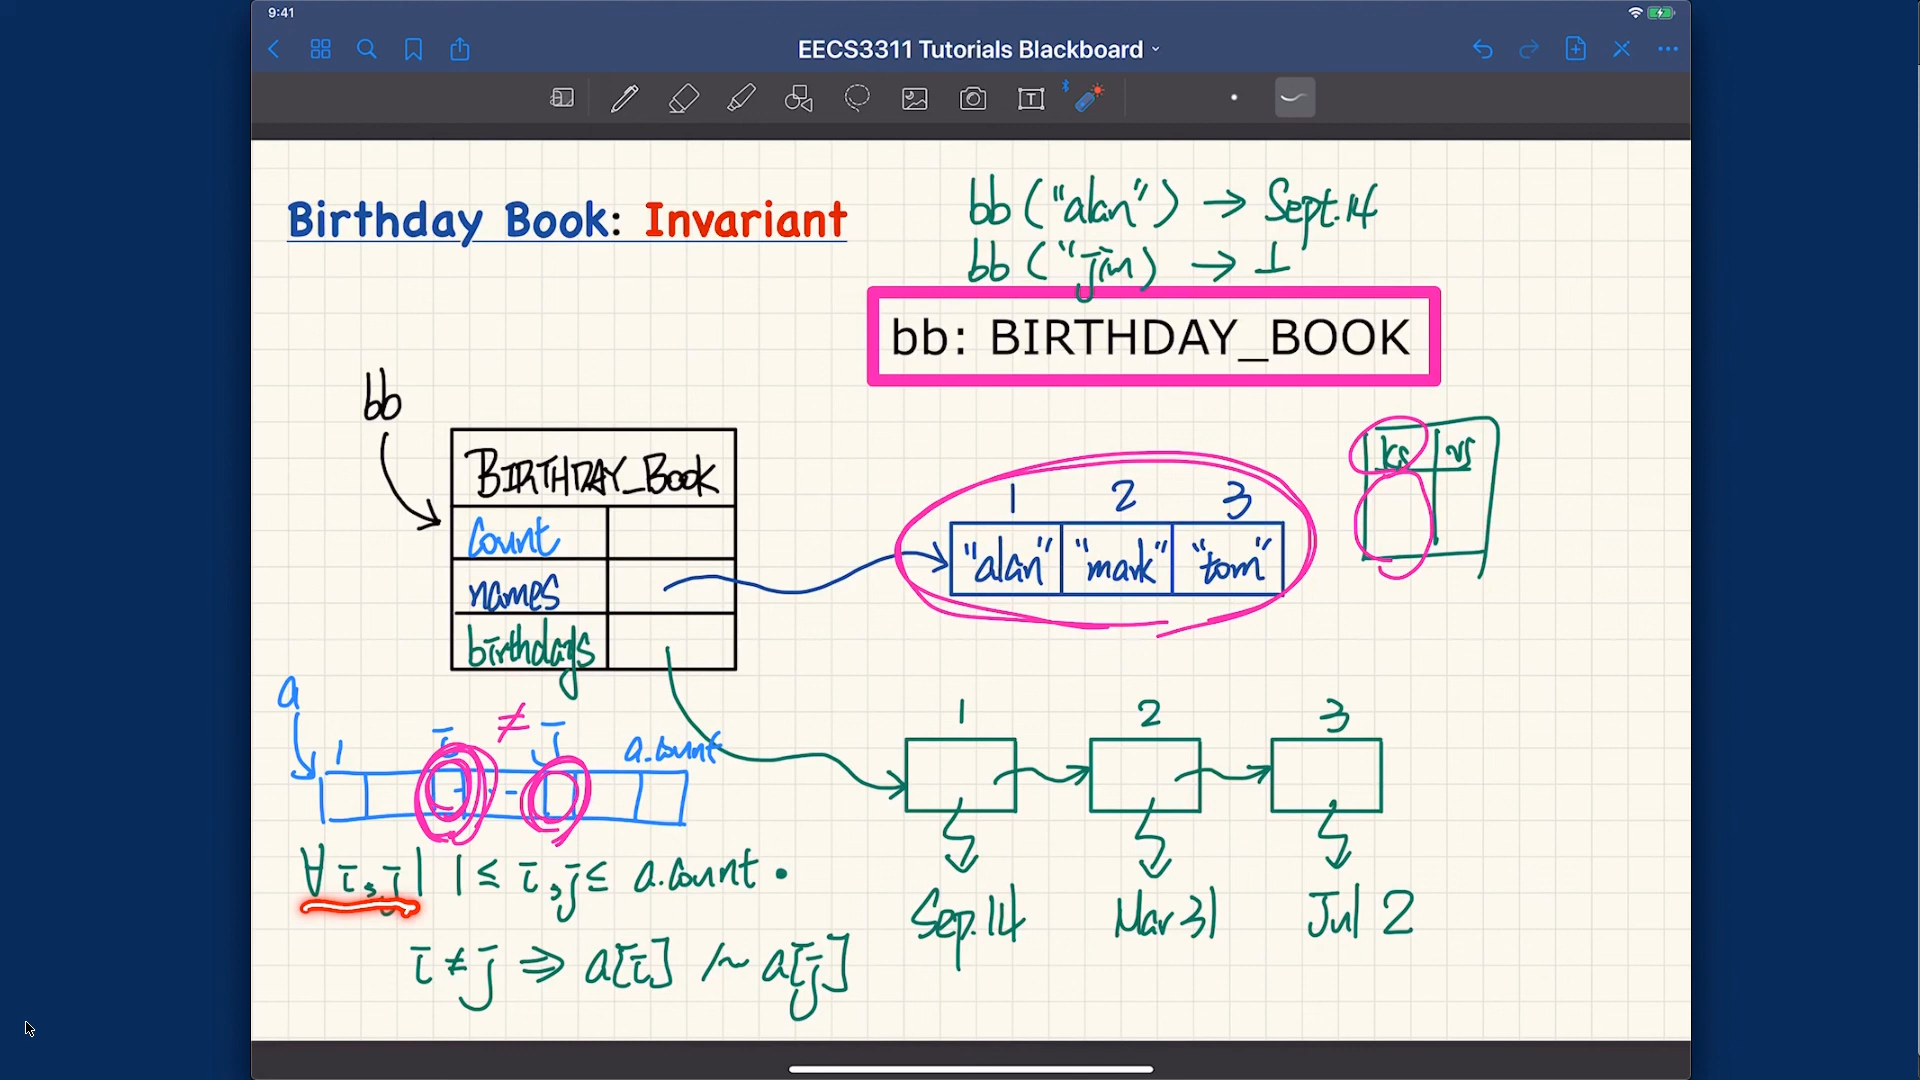 9:41
EECS3311 Tutorials Blackboard
T
Birthday Book: Invariant
bb ("alan") → Sept.14
bb ("jim) → ⊥
bb: BIRTHDAY_BOOK
bb
BIRTHDAY_BOOK
count
names
birthdays
1 2 3
"alan" "mark" "tom"
ks vs
a
1 i ≠ j a.count
1 2 3
Sep.14 Mar 31 Jul 2
∀ i,j | 1 ≤ i,j ≤ a.count •
i ≠ j ⇒ a[i] /~ a[j]